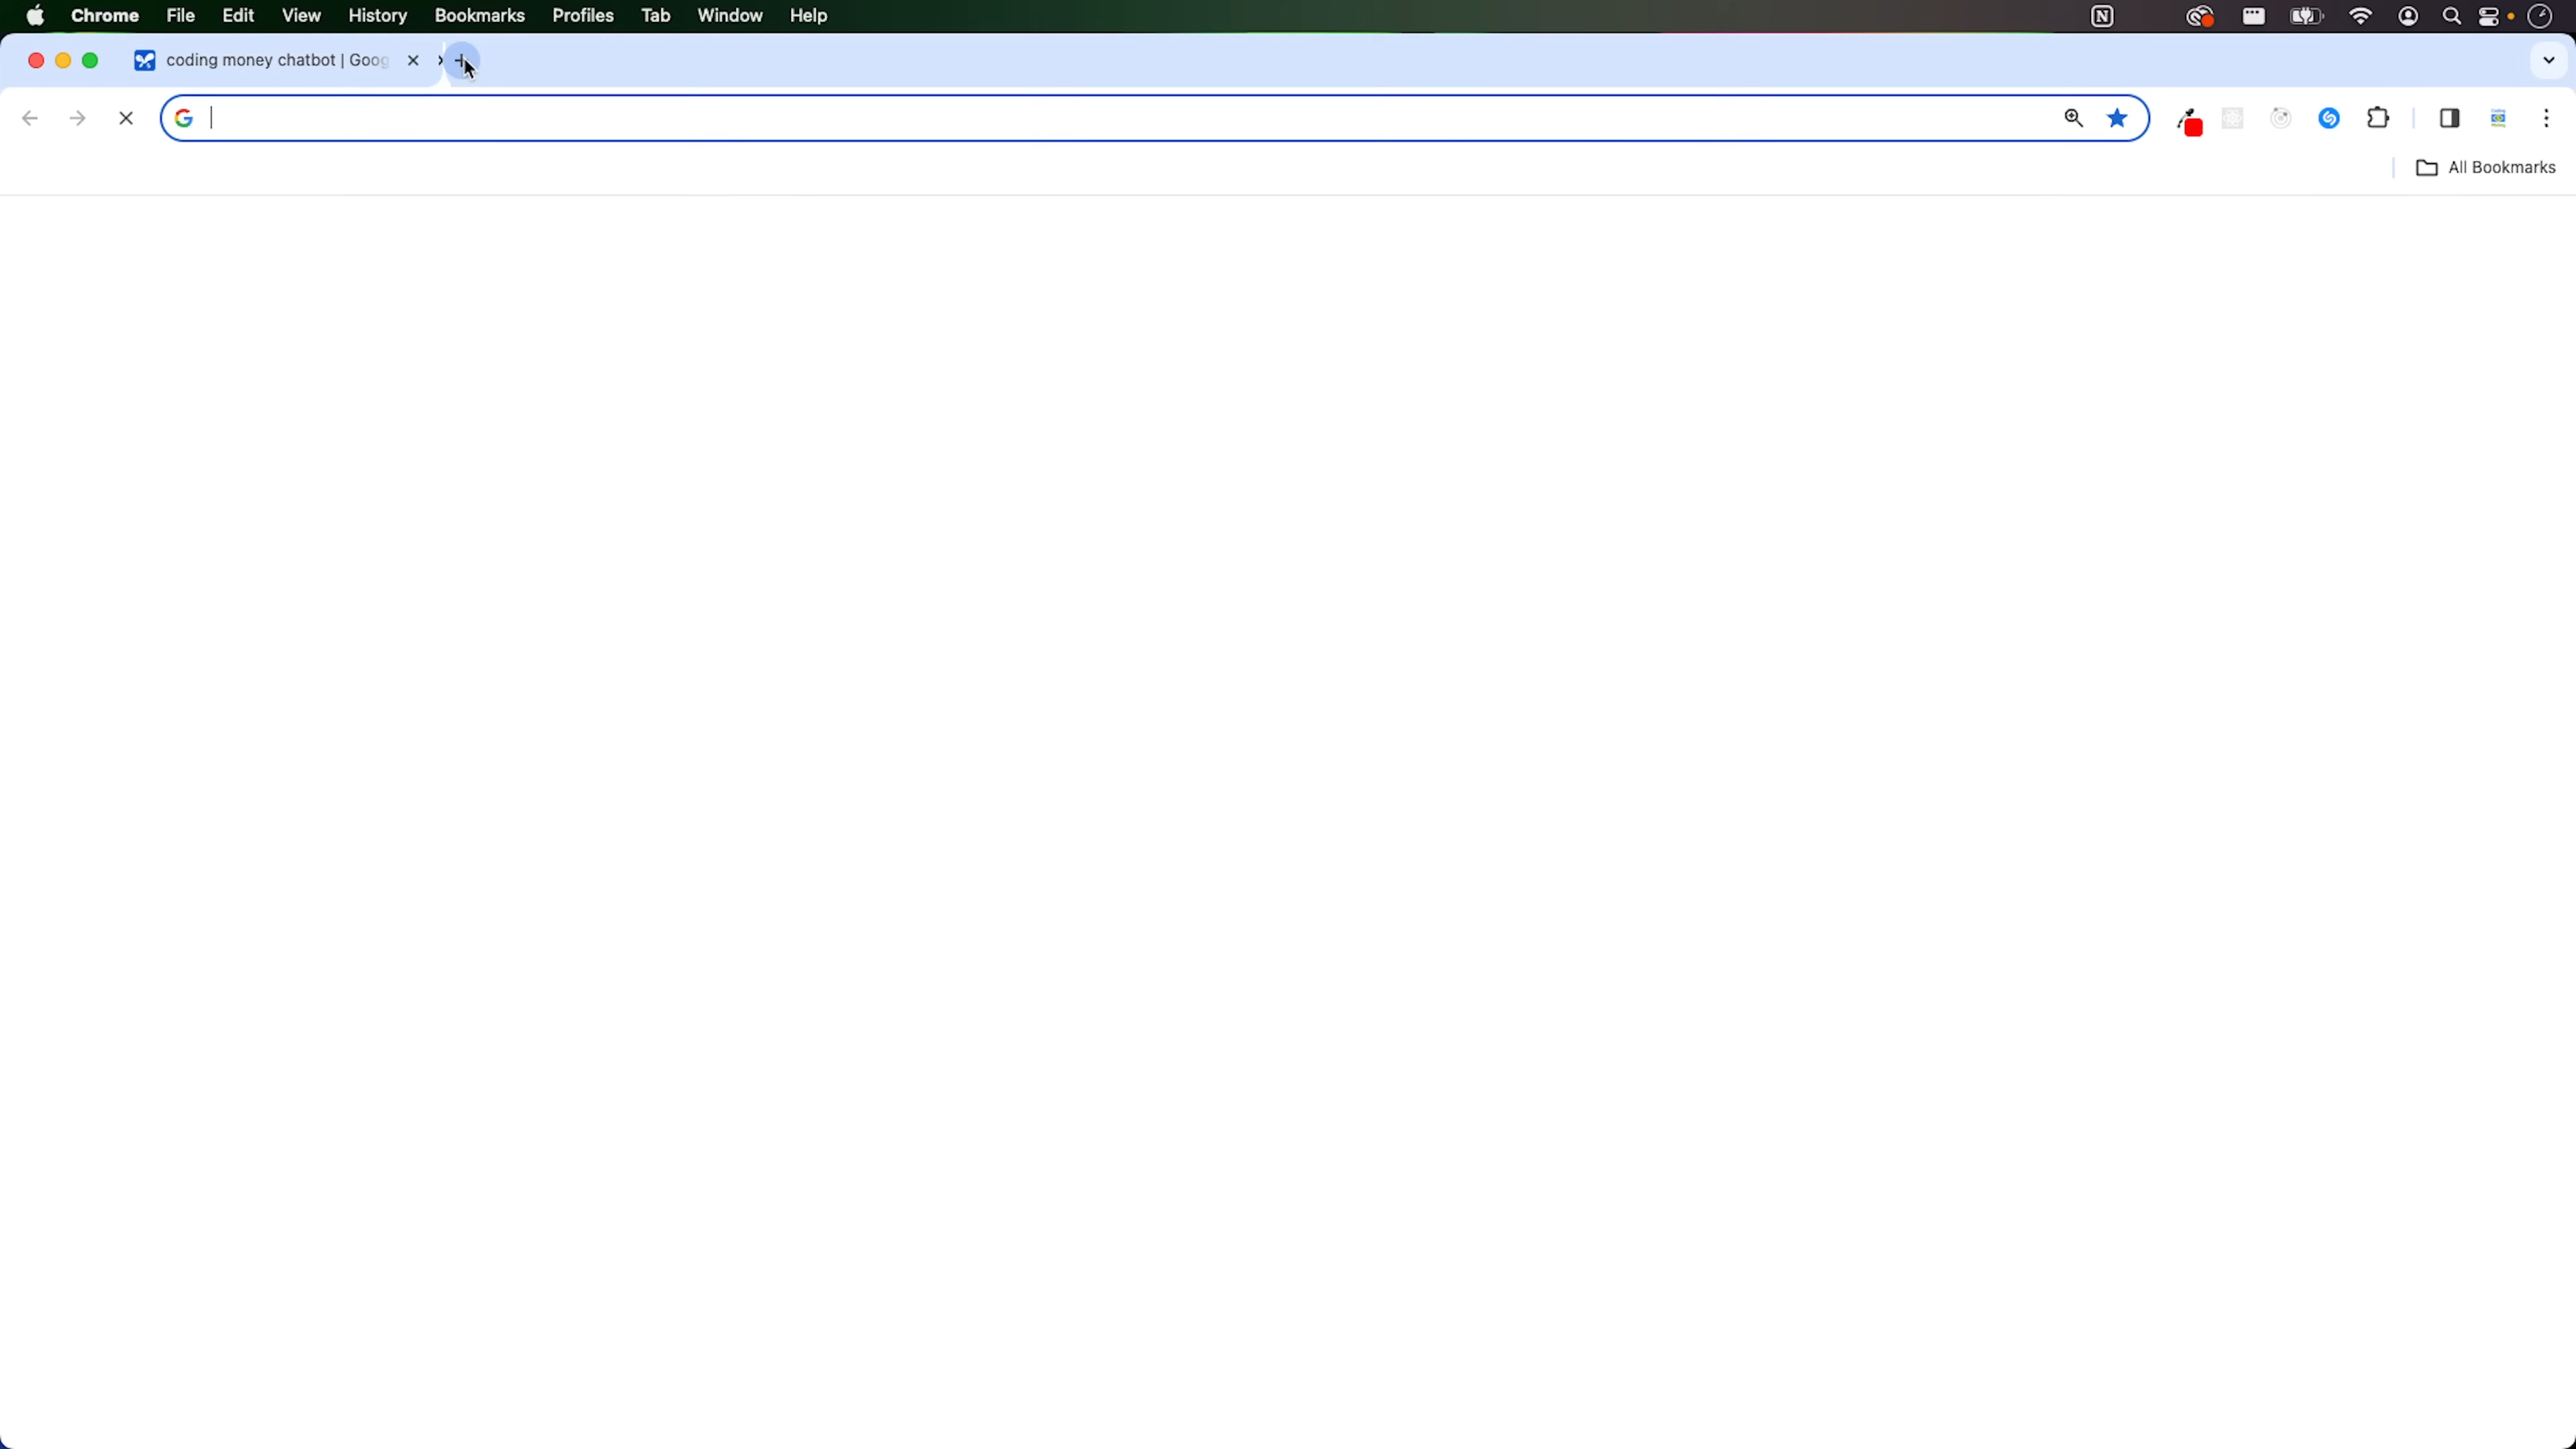 Chrome File Edit View History Bookmarks Profiles Tab Window Help
coding money chatbot | Goog
All Bookmarks